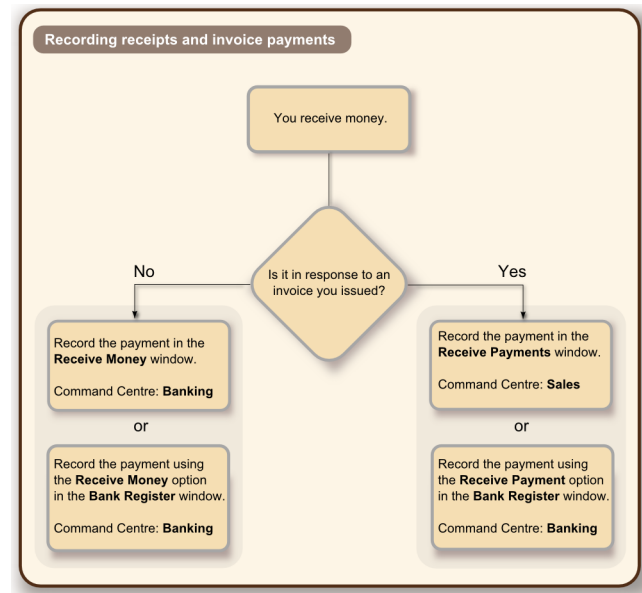 Recording receipts and invoice payments
You receive money.
Is it in response to an
invoice you issued?
No
Yes
Record the payment in the
Receive Money window.
Command Centre: Banking
or
Record the payment using
the Receive Money option
in the Bank Register window.
Command Centre: Banking
Record the payment in the
Receive Payments window.
Command Centre: Sales
or
Record the payment using
the Receive Payment option
in the Bank Register window.
Command Centre: Banking